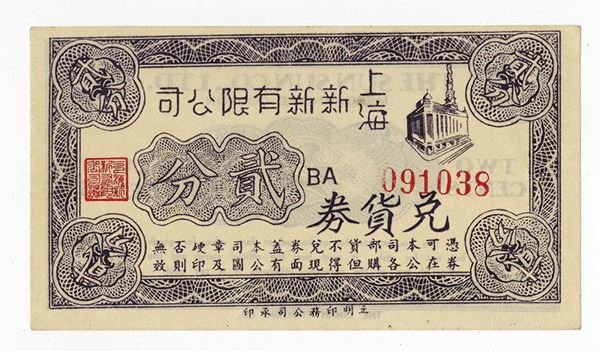 上海
新新有限公司
貳分
BA 091038
兌貨券
憑券可在本公司各部購貨但不得兌現券面蓋有本公司圖章及硬印否則無效
立明印務公司承印